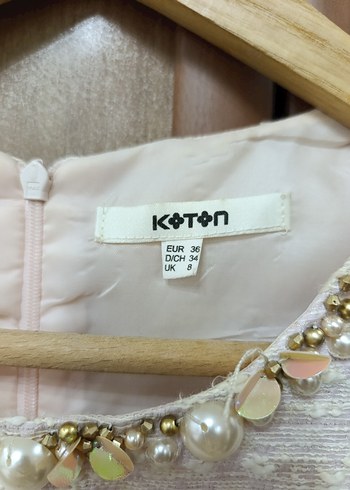 KOTON
EUR 36
D/CH 34
UK 8